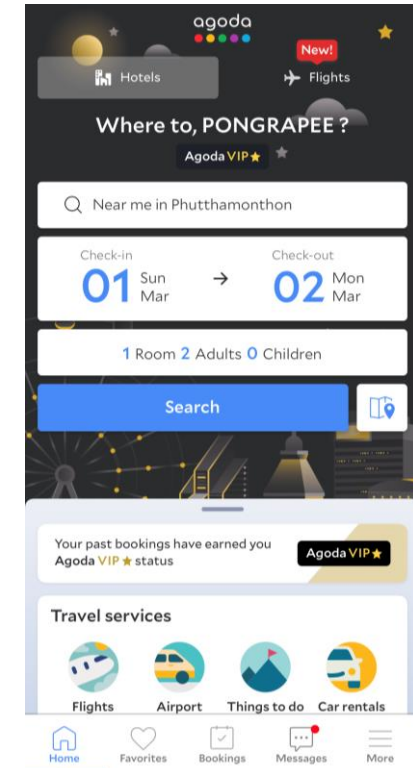 agoda
New!
Hotels
Flights
Where to, PONGRAPEE ?
Agoda VIP
Near me in Phutthamonthon
Check-in
Check-out
01 Sun Mar
→
02 Mon Mar
1 Room 2 Adults 0 Children
Search
Your past bookings have earned you
Agoda VIP status
Agoda VIP
Travel services
Flights
Airport
Things to do
Car rentals
Home
Favorites
Bookings
Messages
More